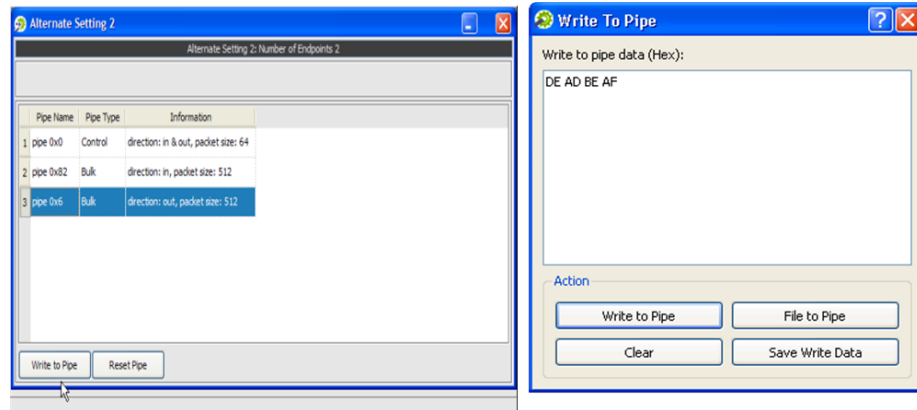 Alternate Setting 2
Alternate Setting 2: Number of Endpoints 2
Pipe Name Pipe Type Information
1 pipe 0x0 Control direction: in & out, packet size: 64
2 pipe 0x82 Bulk direction: in, packet size: 512
3 pipe 0x6 Bulk direction: out, packet size: 512
Write to Pipe Reset Pipe
Write To Pipe
Write to pipe data (Hex):
DE AD BE AF
Action
Write to Pipe File to Pipe
Clear Save Write Data